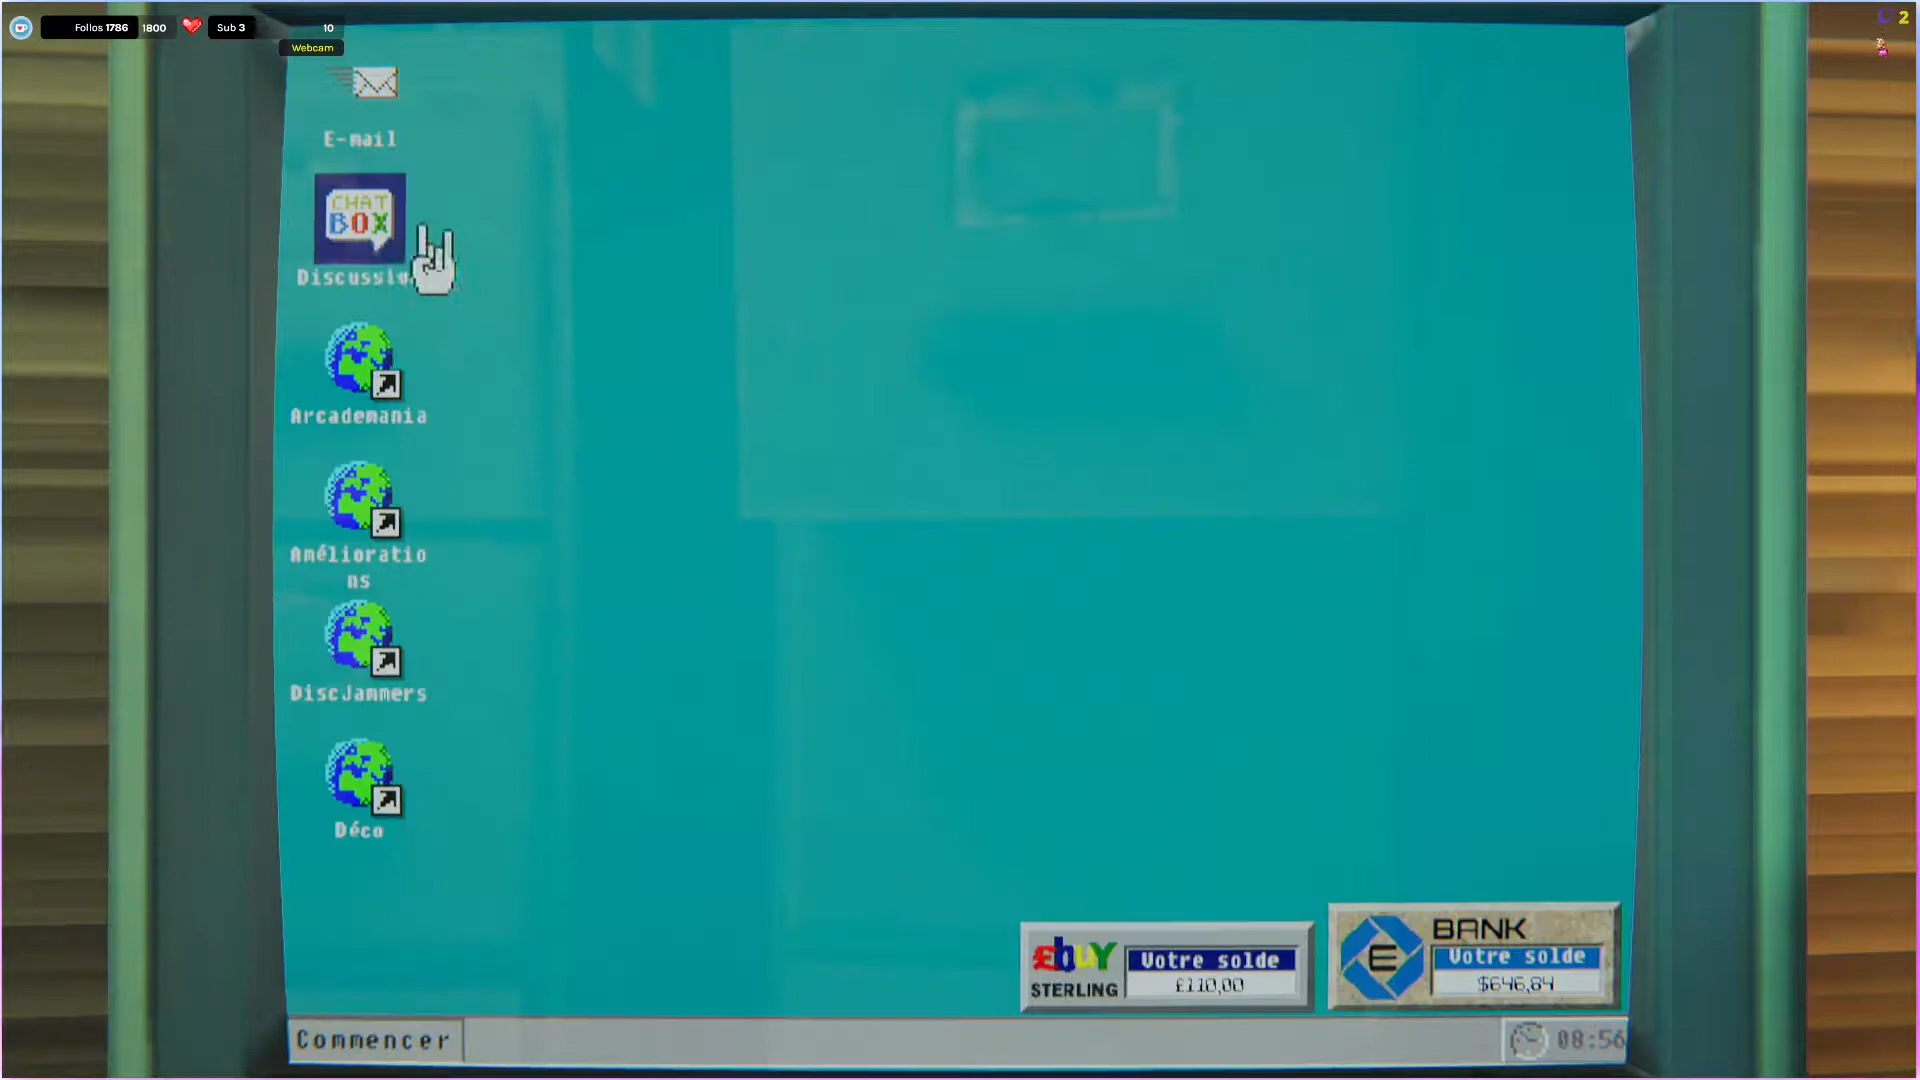 Follos 1786 1800 Sub 3 10
Webcam
2
E-mail
CHAT
BOX
Discussio
Arcademania
Amélioratio
ns
DiscJammers
Déco
£buY
STERLING
Votre solde
£110,00
E
BANK
Votre solde
$646,84
Commencer
08:56